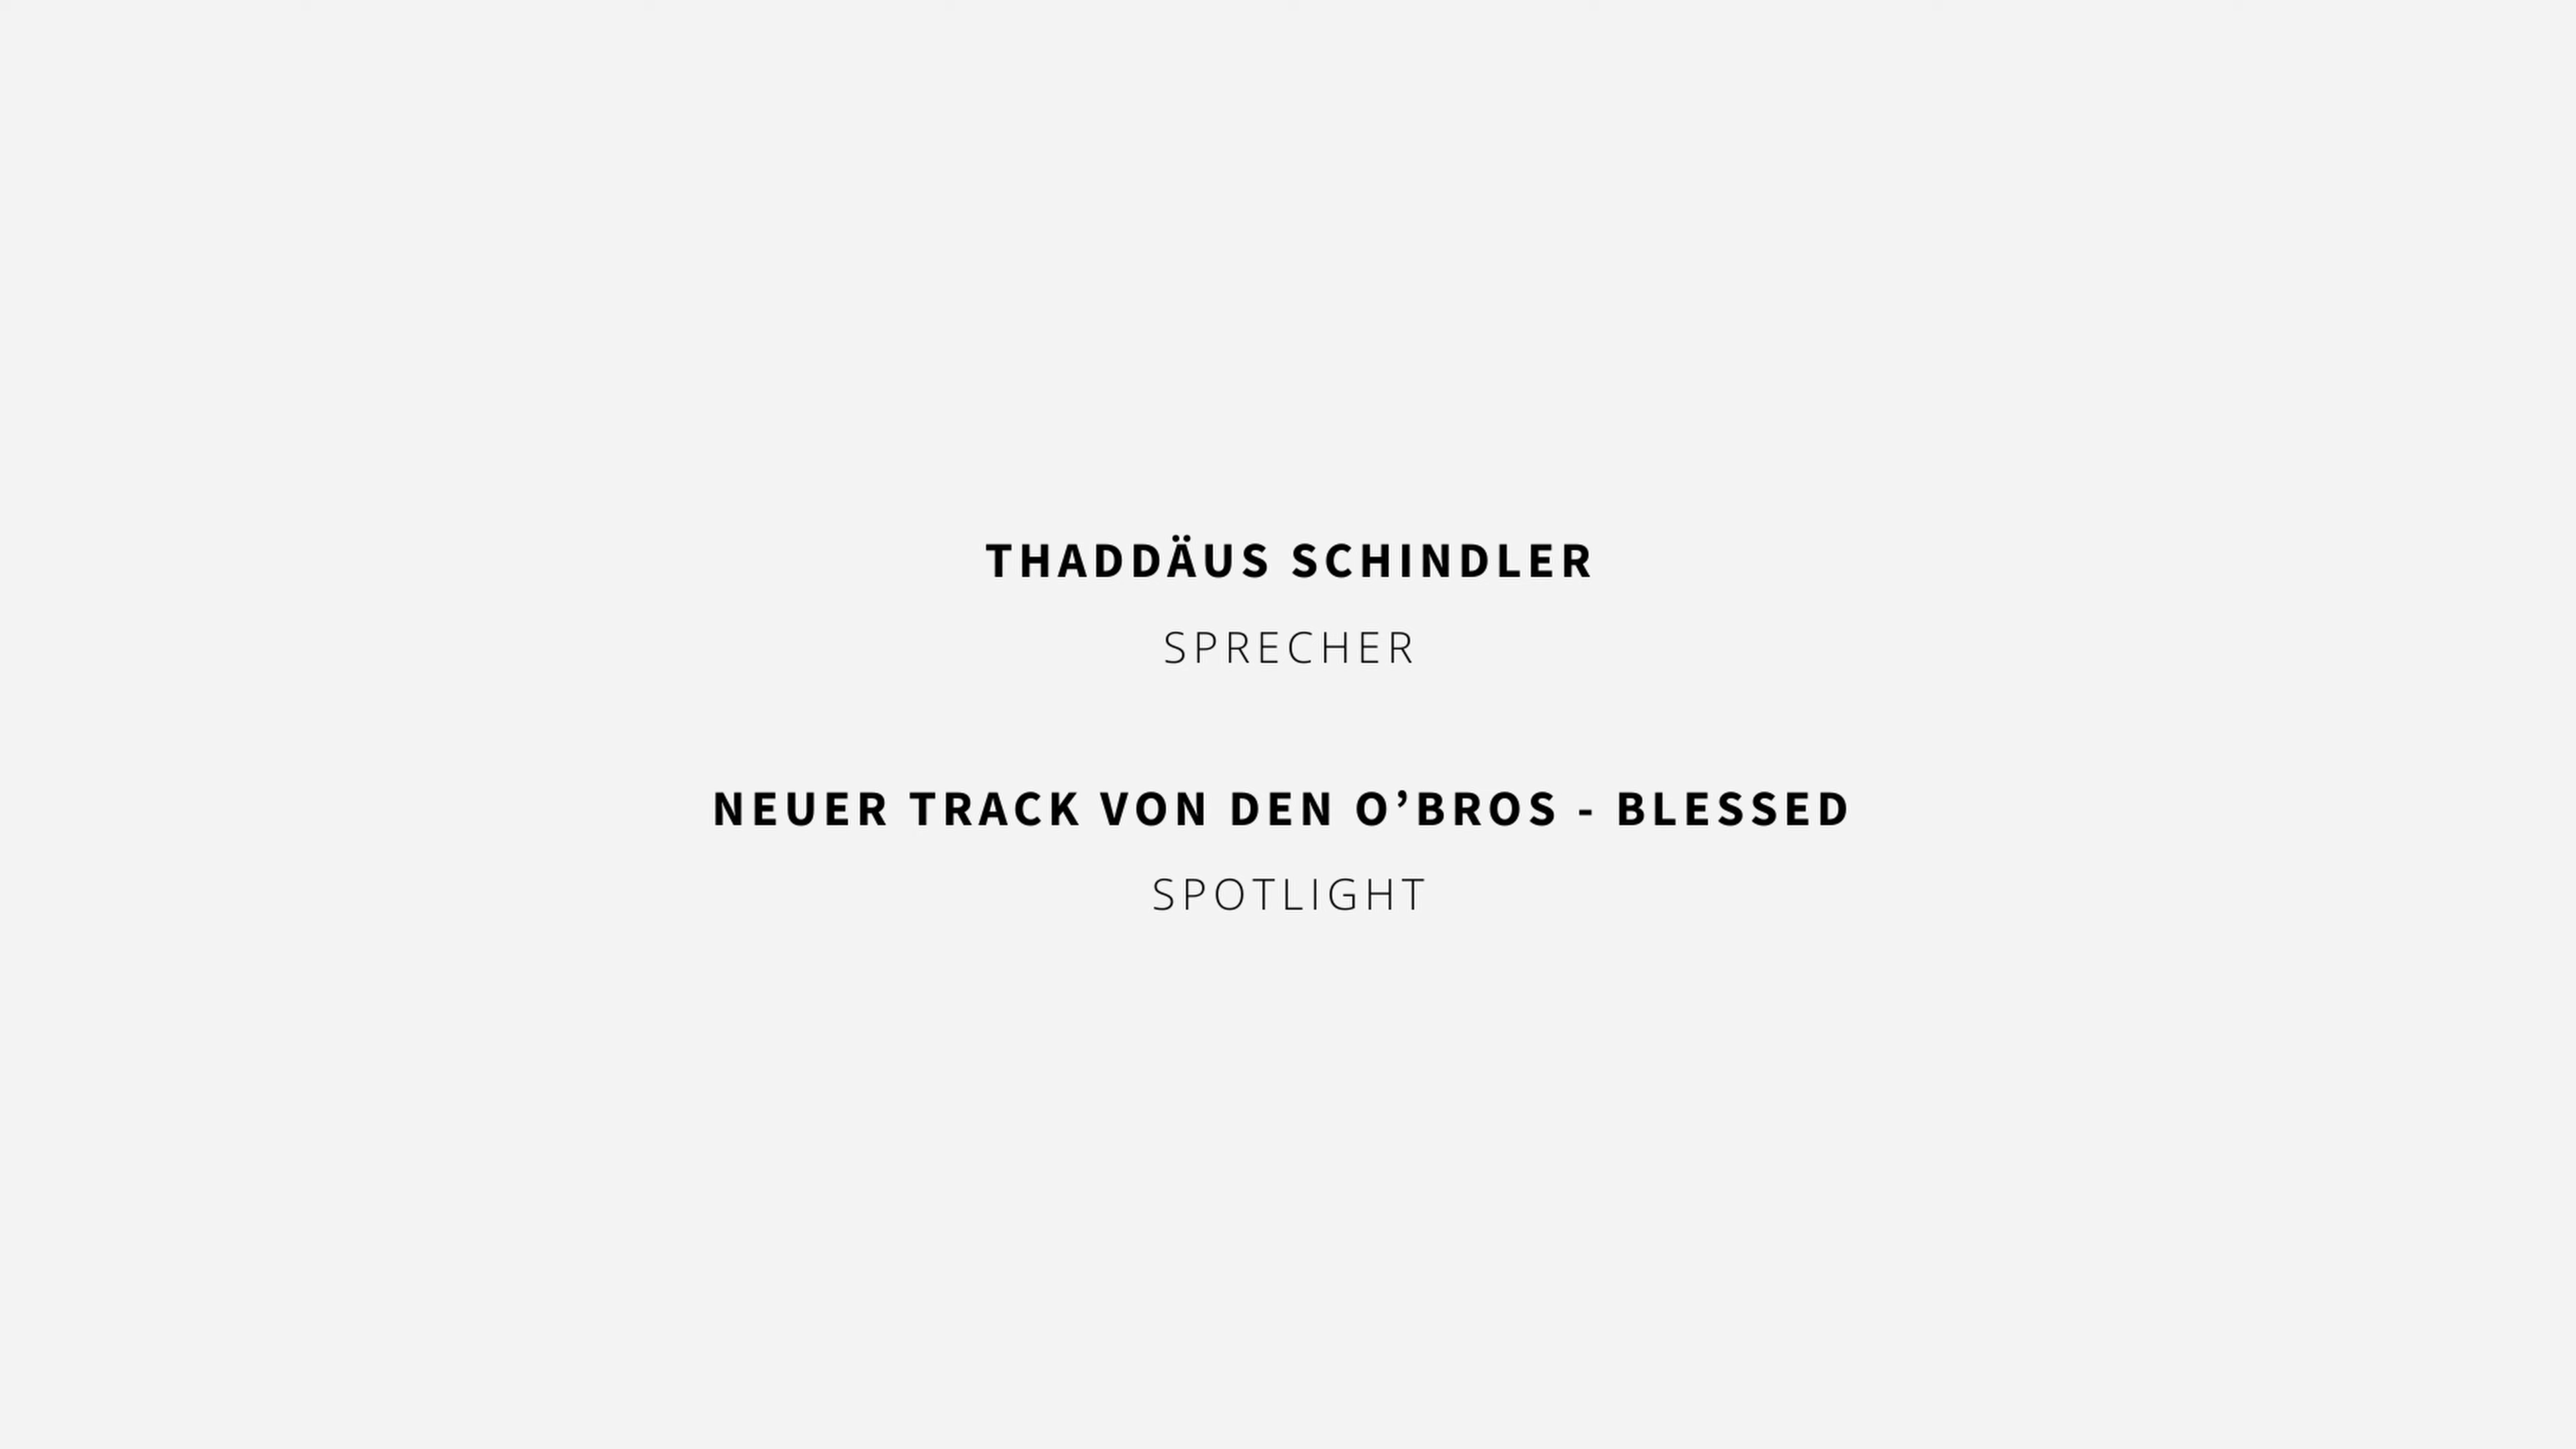 THADDÄUS SCHINDLER
SPRECHER
NEUER TRACK VON DEN O’BROS - BLESSED
SPOTLIGHT